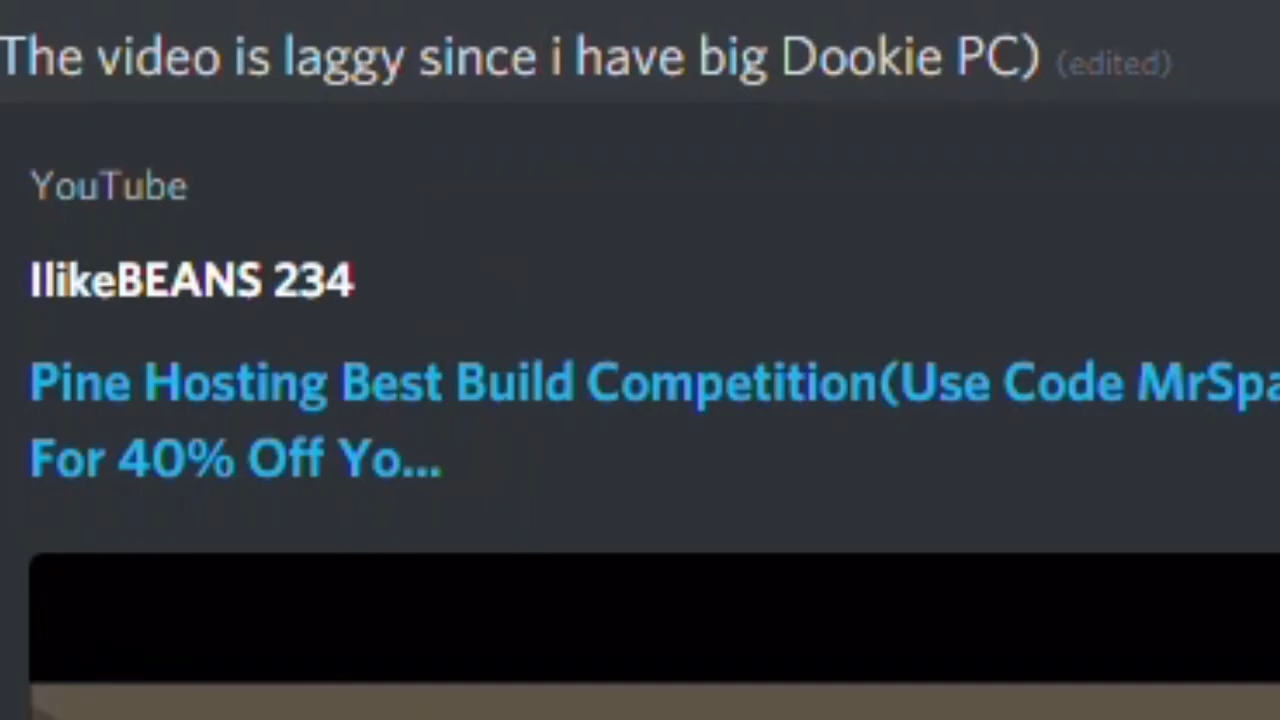 The video is laggy since i have big Dookie PC) (edited)
YouTube
IlikeBEANS 234
Pine Hosting Best Build Competition(Use Code MrSpa
For 40% Off Yo...